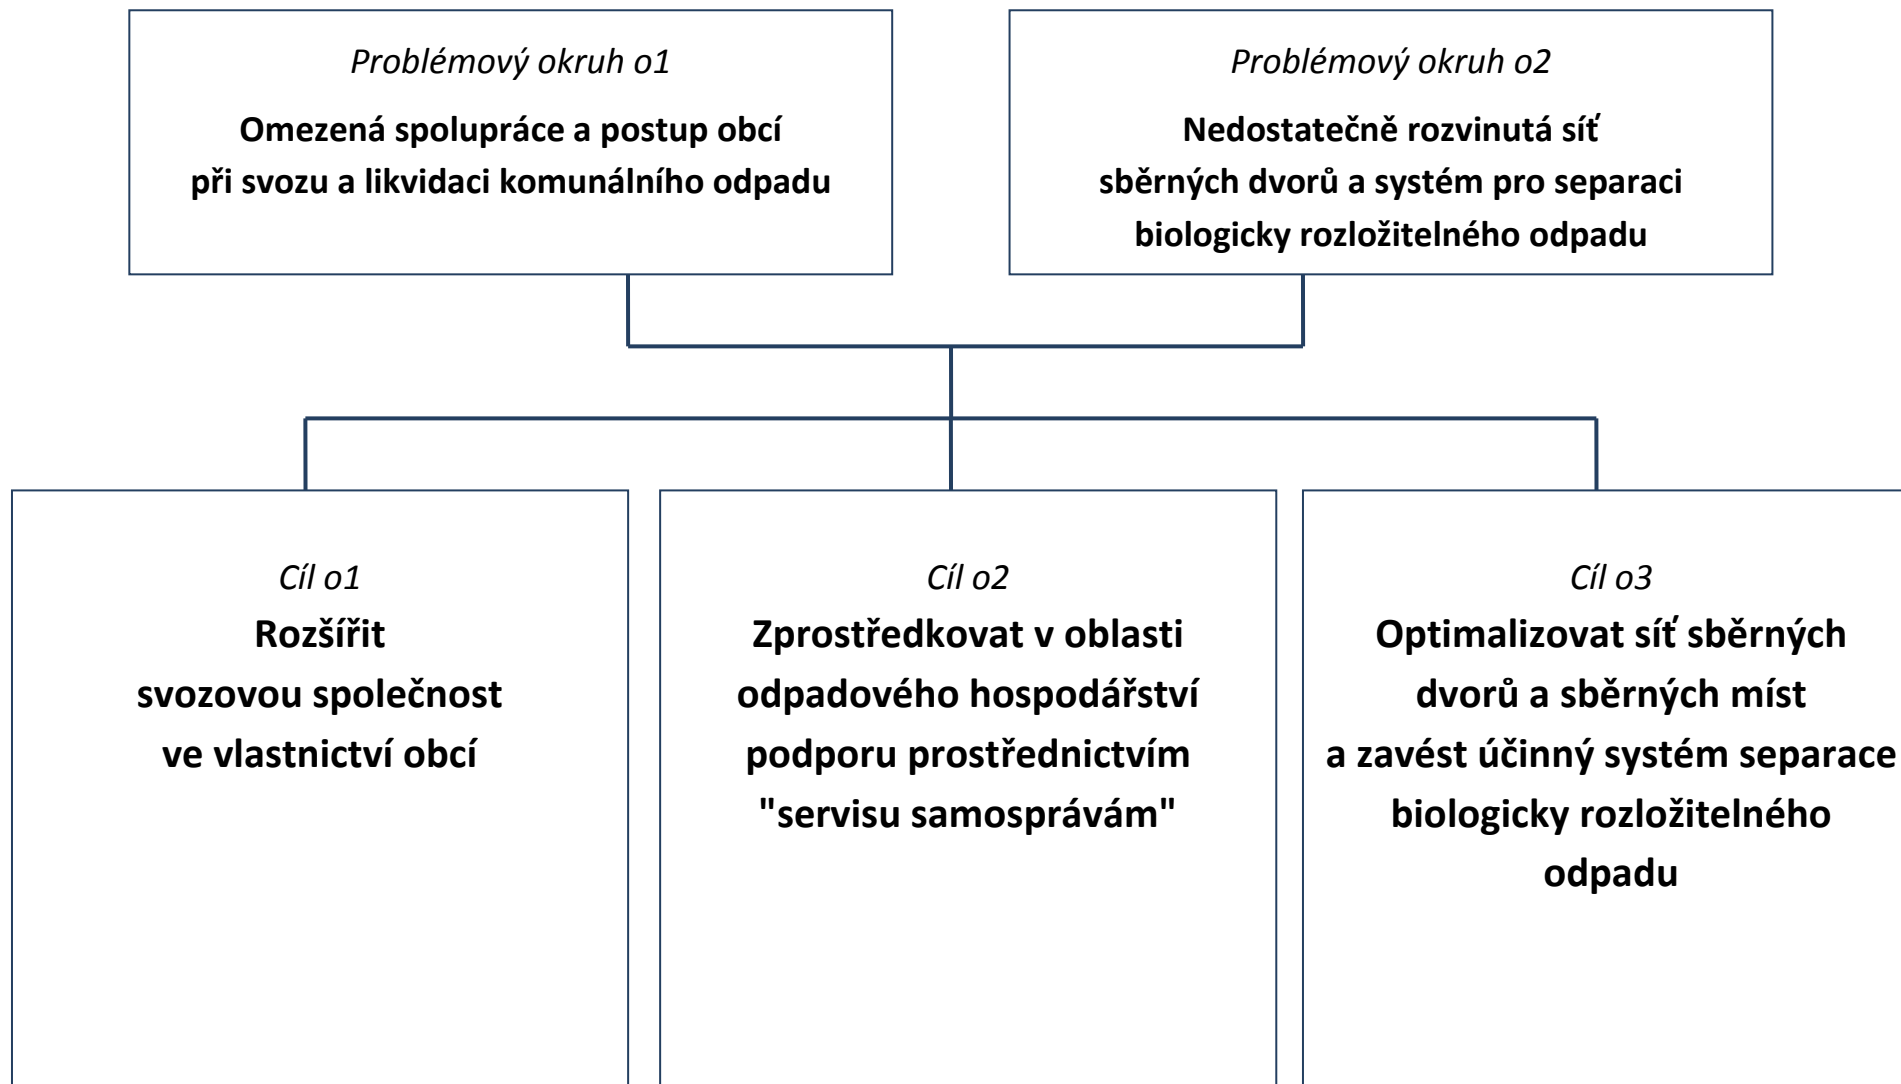 Problémový okruh o1
Omezená spolupráce a postup obcí
při svozu a likvidaci komunálního odpadu
Problémový okruh o2
Nedostatečně rozvinutá síť
sběrných dvorů a systém pro separaci
biologicky rozložitelného odpadu
Cíl o1
Rozšířit
svozovou společnost
ve vlastnictví obcí
Cíl o2
Zprostředkovat v oblasti
odpadového hospodářství
podporu prostřednictvím
"servisu samosprávám"
Cíl o3
Optimalizovat síť sběrných
dvorů a sběrných míst
a zavést účinný systém separace
biologicky rozložitelného
odpadu